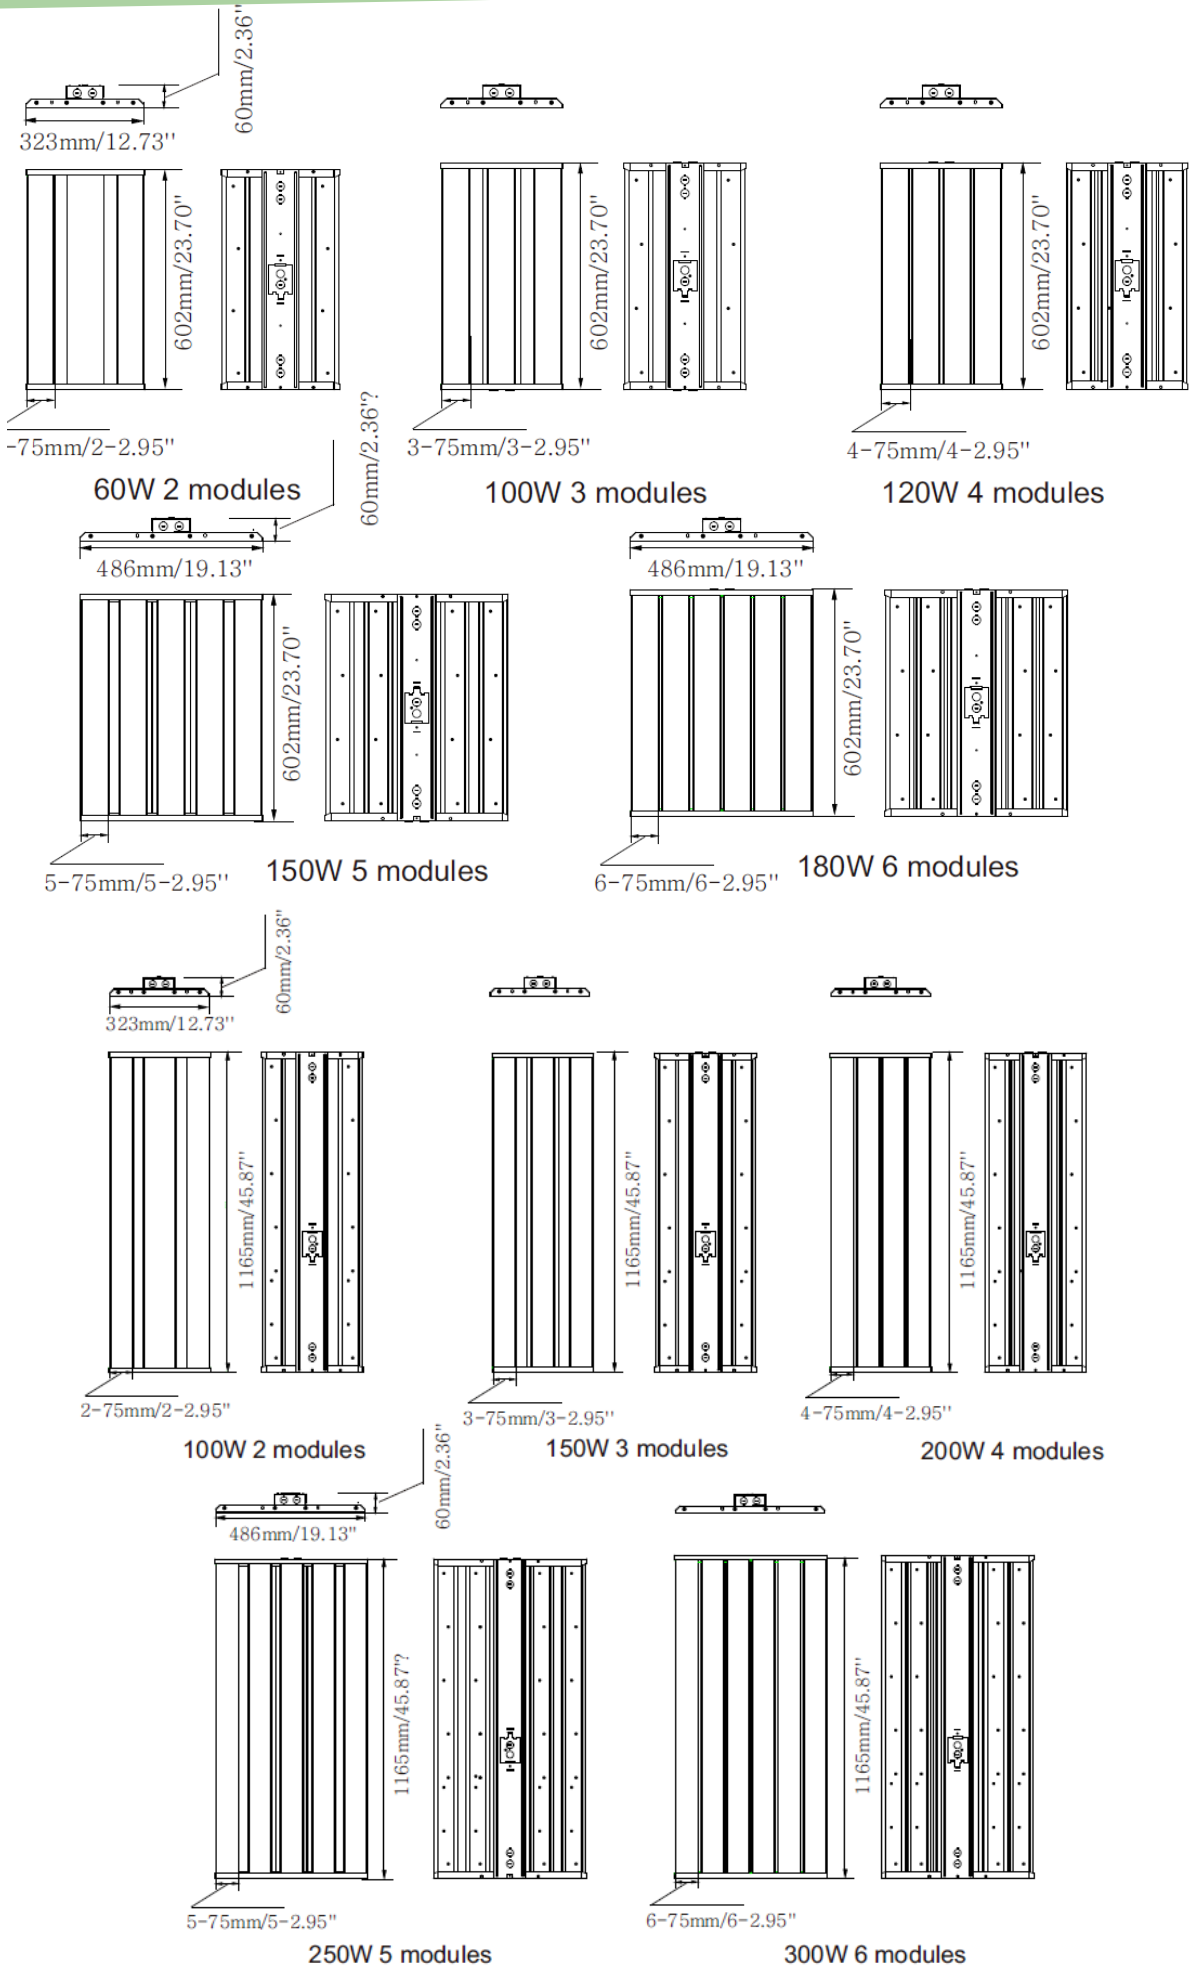 60mm/2.36"
323mm/12.73"
602mm/23.70"
602mm/23.70"
602mm/23.70"
-75mm/2-2.95"
3-75mm/3-2.95"
4-75mm/4-2.95"
60W 2 modules
100W 3 modules
120W 4 modules
60mm/2.36'?
486mm/19.13"
486mm/19.13"
602mm/23.70"
602mm/23.70"
5-75mm/5-2.95"
150W 5 modules
6-75mm/6-2.95"
180W 6 modules
60mm/2.36"
323mm/12.73"
1165mm/45.87"
1165mm/45.87"
1165mm/45.87"
2-75mm/2-2.95"
3-75mm/3-2.95"
4-75mm/4-2.95"
100W 2 modules
150W 3 modules
200W 4 modules
60mm/2.36"
486mm/19.13"
1165mm/45.87'?
1165mm/45.87"
5-75mm/5-2.95"
6-75mm/6-2.95"
250W 5 modules
300W 6 modules